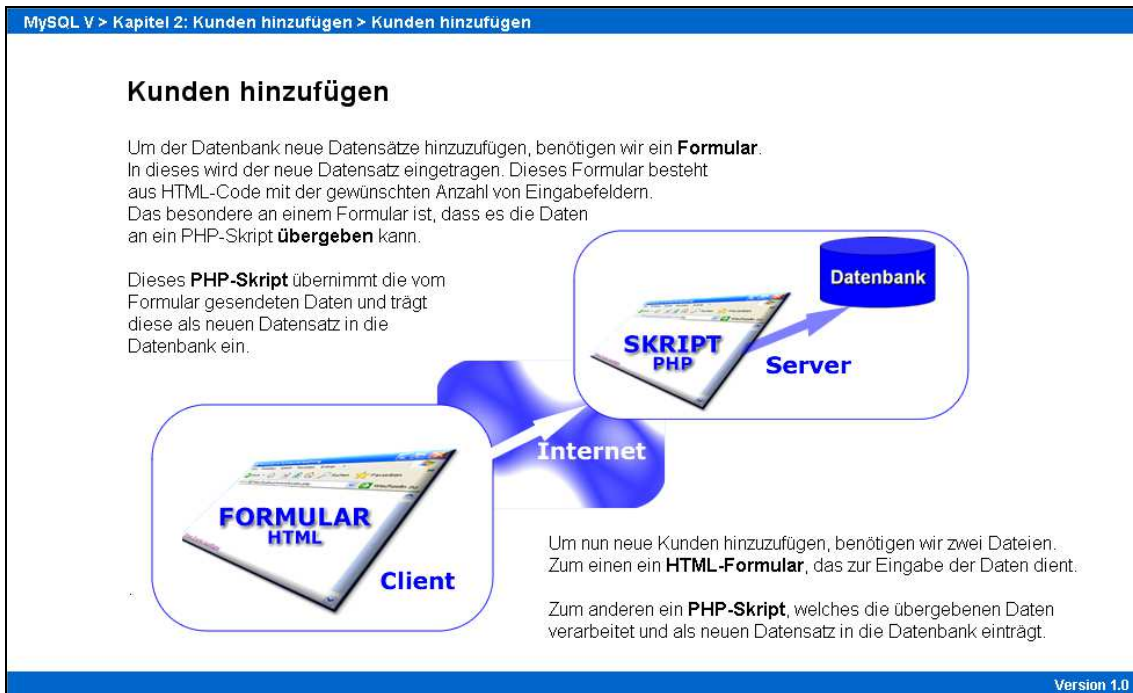 MySQL V > Kapitel 2: Kunden hinzufügen > Kunden hinzufügen
Kunden hinzufügen
Um der Datenbank neue Datensätze hinzuzufügen, benötigen wir ein Formular.
In dieses wird der neue Datensatz eingetragen. Dieses Formular besteht
aus HTML-Code mit der gewünschten Anzahl von Eingabefeldern.
Das besondere an einem Formular ist, dass es die Daten
an ein PHP-Skript übergeben kann.
Dieses PHP-Skript übernimmt die vom
Formular gesendeten Daten und trägt
diese als neuen Datensatz in die
Datenbank ein.
Datenbank
SKRIPT
PHP
Server
Internet
FORMULAR
HTML
Client
Um nun neue Kunden hinzuzufügen, benötigen wir zwei Dateien.
Zum einen ein HTML-Formular, das zur Eingabe der Daten dient.
Zum anderen ein PHP-Skript, welches die übergebenen Daten
verarbeitet und als neuen Datensatz in die Datenbank einträgt.
Version 1.0